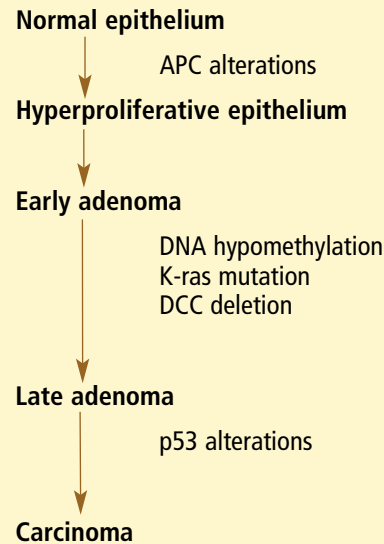 Normal epithelium
APC alterations
Hyperproliferative epithelium
Early adenoma
DNA hypomethylation
K-ras mutation
DCC deletion
Late adenoma
p53 alterations
Carcinoma